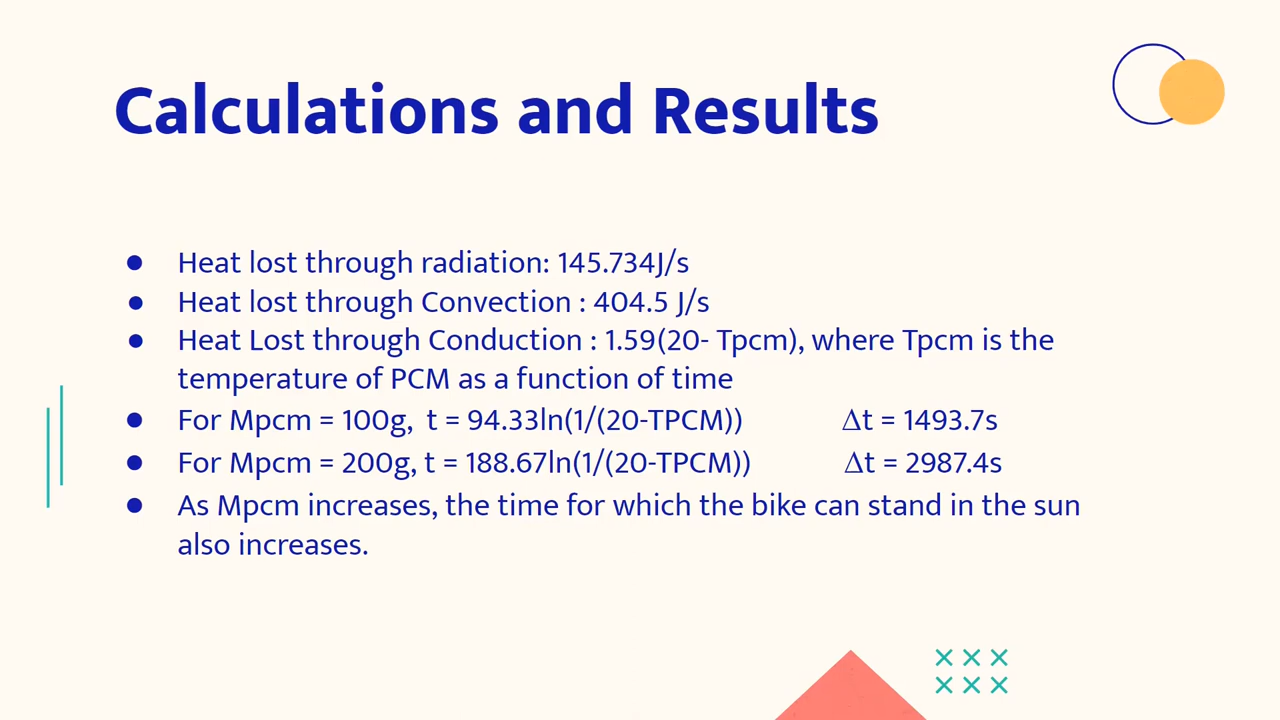 Calculations and Results
● Heat lost through radiation: 145.734J/s
● Heat lost through Convection : 404.5 J/s
● Heat Lost through Conduction : 1.59(20- Tpcm), where Tpcm is the
temperature of PCM as a function of time
● For Mpcm = 100g, t = 94.33ln(1/(20-TPCM)) Δt = 1493.7s
● For Mpcm = 200g, t = 188.67ln(1/(20-TPCM)) Δt = 2987.4s
● As Mpcm increases, the time for which the bike can stand in the sun
also increases.